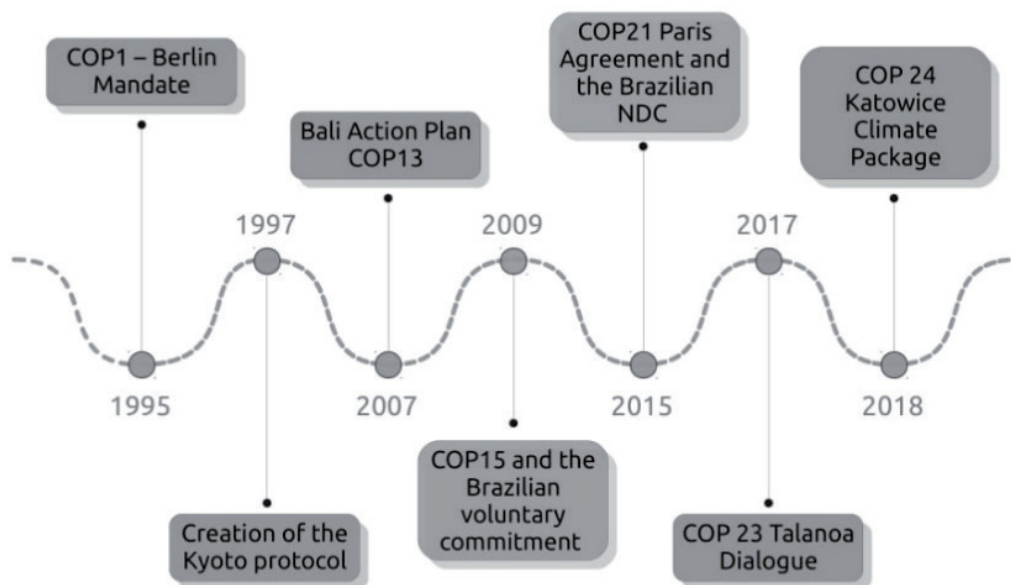 COP1 – Berlin
Mandate
Bali Action Plan
COP13
COP21 Paris
Agreement and
the Brazilian
NDC
COP 24
Katowice
Climate
Package
1997
2009
2017
1995
2007
2015
2018
Creation of the
Kyoto protocol
COP15 and the
Brazilian
voluntary
commitment
COP 23 Talanoa
Dialogue